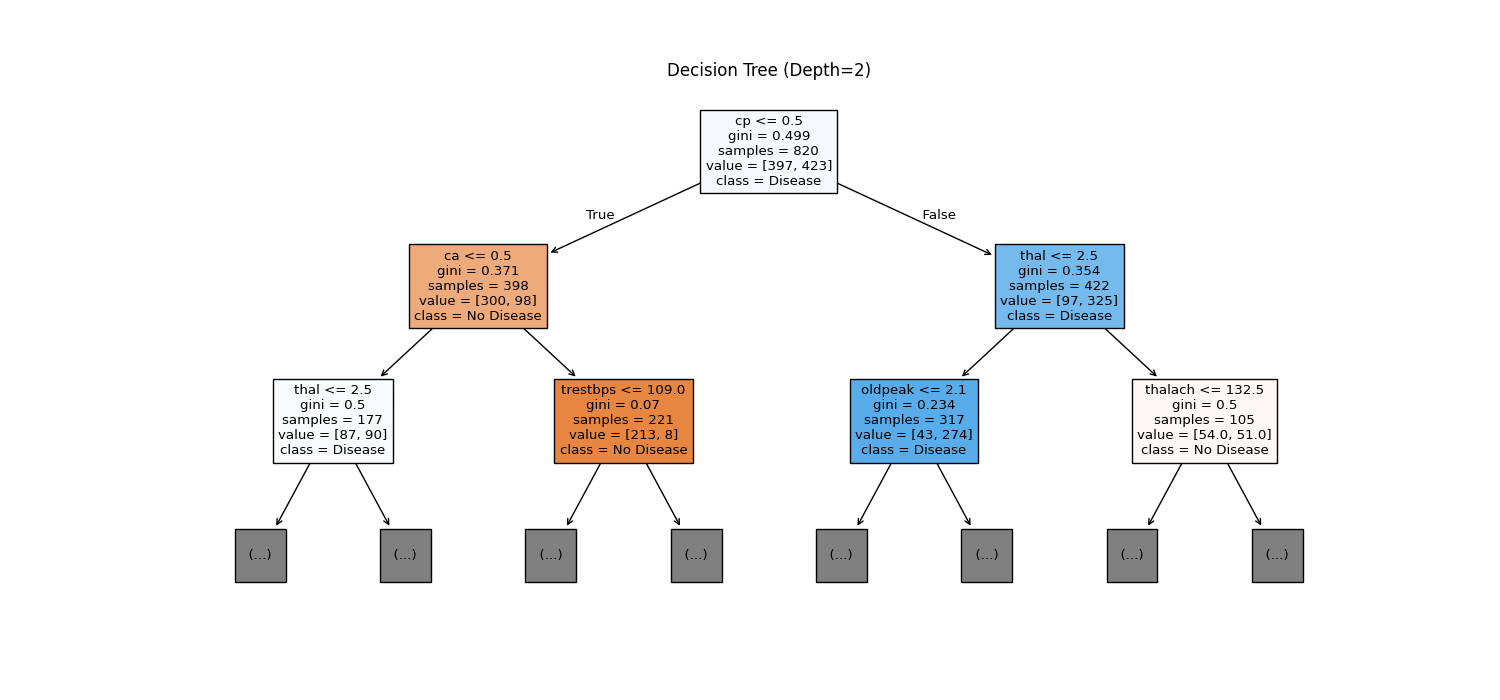 Decision Tree (Depth=2)
cp <= 0.5
gini = 0.499
samples = 820
value = [397, 423]
class = Disease
True
False
ca <= 0.5
gini = 0.371
samples = 398
value = [300, 98]
class = No Disease
thal <= 2.5
gini = 0.354
samples = 422
value = [97, 325]
class = Disease
thal <= 2.5
gini = 0.5
samples = 177
value = [87, 90]
class = Disease
trestbps <= 109.0
gini = 0.07
samples = 221
value = [213, 8]
class = No Disease
oldpeak <= 2.1
gini = 0.234
samples = 317
value = [43, 274]
class = Disease
thalach <= 132.5
gini = 0.5
samples = 105
value = [54.0, 51.0]
class = No Disease
(...)
(...)
(...)
(...)
(...)
(...)
(...)
(...)